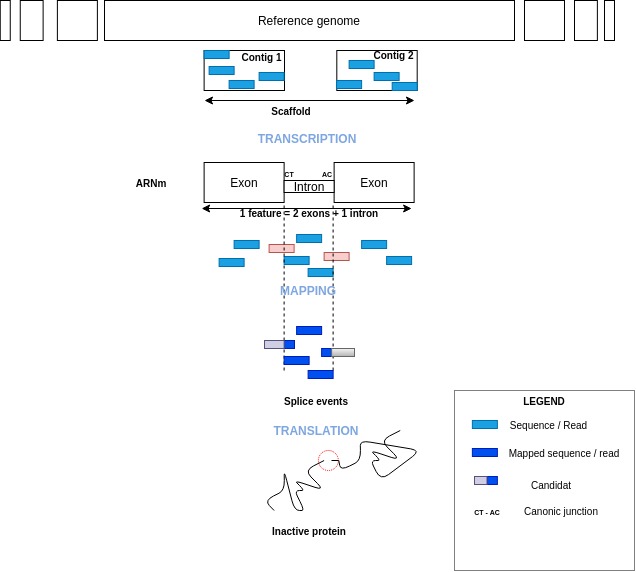 Reference genome
Contig 1
Contig 2
Scaffold
TRANSCRIPTION
CT
AC
ARNm
Exon
Intron
Exon
1 feature = 2 exons + 1 intron
MAPPING
Splice events
TRANSLATION
Inactive protein
LEGEND
Sequence / Read
Mapped sequence / read
Candidat
CT - AC
Canonic junction